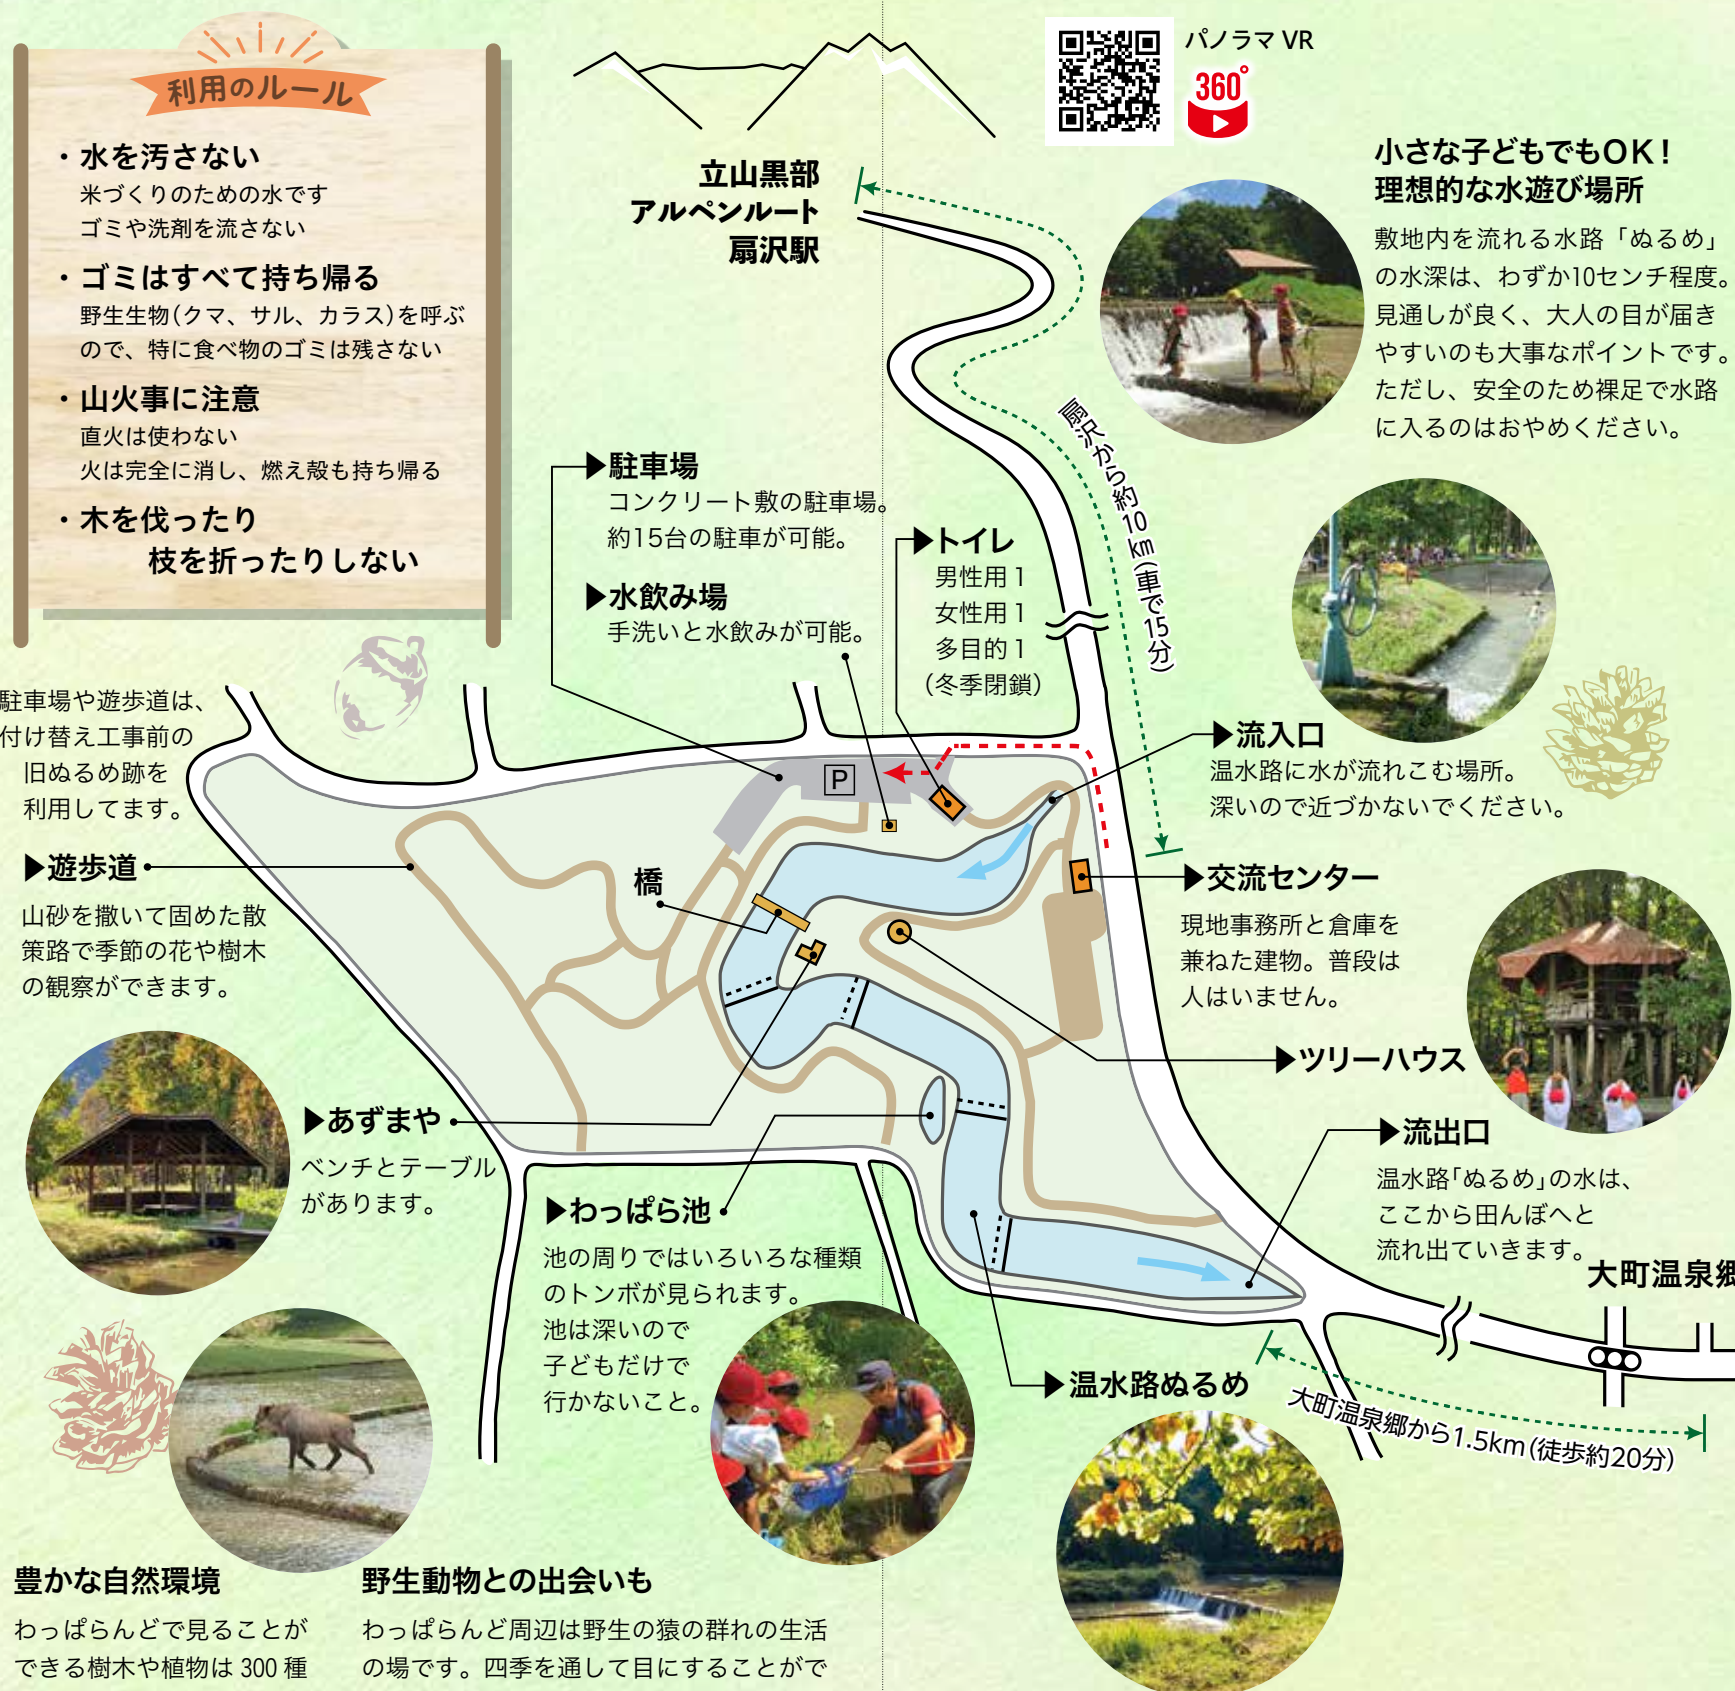 利用のルール
・水を汚さない
米づくりのための水です
ゴミや洗剤を流さない
・ゴミはすべて持ち帰る
野生生物(クマ、サル、カラス)を呼ぶ
ので、特に食べ物のゴミは残さない
・山火事に注意
直火は使わない
火は完全に消し、燃え殻も持ち帰る
・木を伐ったり
枝を折ったりしない
パノラマ VR
360°
立山黒部
アルペンルート
扇沢駅
小さな子どもでもOK！
理想的な水遊び場所
敷地内を流れる水路「ぬるめ」
の水深は、わずか10センチ程度。
見通しが良く、大人の目が届き
やすいのも大事なポイントです。
ただし、安全のため裸足で水路
に入るのはおやめください。
扇沢から約10km(車で15分)
▶駐車場
コンクリート敷の駐車場。
約15台の駐車が可能。
▶水飲み場
手洗いと水飲みが可能。
▶トイレ
男性用 1
女性用 1
多目的 1
（冬季閉鎖）
駐車場や遊歩道は、
付け替え工事前の
旧ぬるめ跡を
利用してます。
P
▶流入口
温水路に水が流れこむ場所。
深いので近づかないでください。
▶遊歩道
山砂を撒いて固めた散
策路で季節の花や樹木
の観察ができます。
橋
▶交流センター
現地事務所と倉庫を
兼ねた建物。普段は
人はいません。
▶ツリーハウス
▶あずまや
ベンチとテーブル
があります。
▶流出口
温水路「ぬるめ」の水は、
ここから田んぼへと
流れ出ていきます。
▶わっぱら池
池の周りではいろいろな種類
のトンボが見られます。
池は深いので
子どもだけで
行かないこと。
大町温泉郷
▶温水路ぬるめ
大町温泉郷から1.5km(徒歩約20分)
豊かな自然環境
わっぱらんどで見ることが
できる樹木や植物は 300 種
野生動物との出会いも
わっぱらんど周辺は野生の猿の群れの生活
の場です。四季を通して目にすることがで